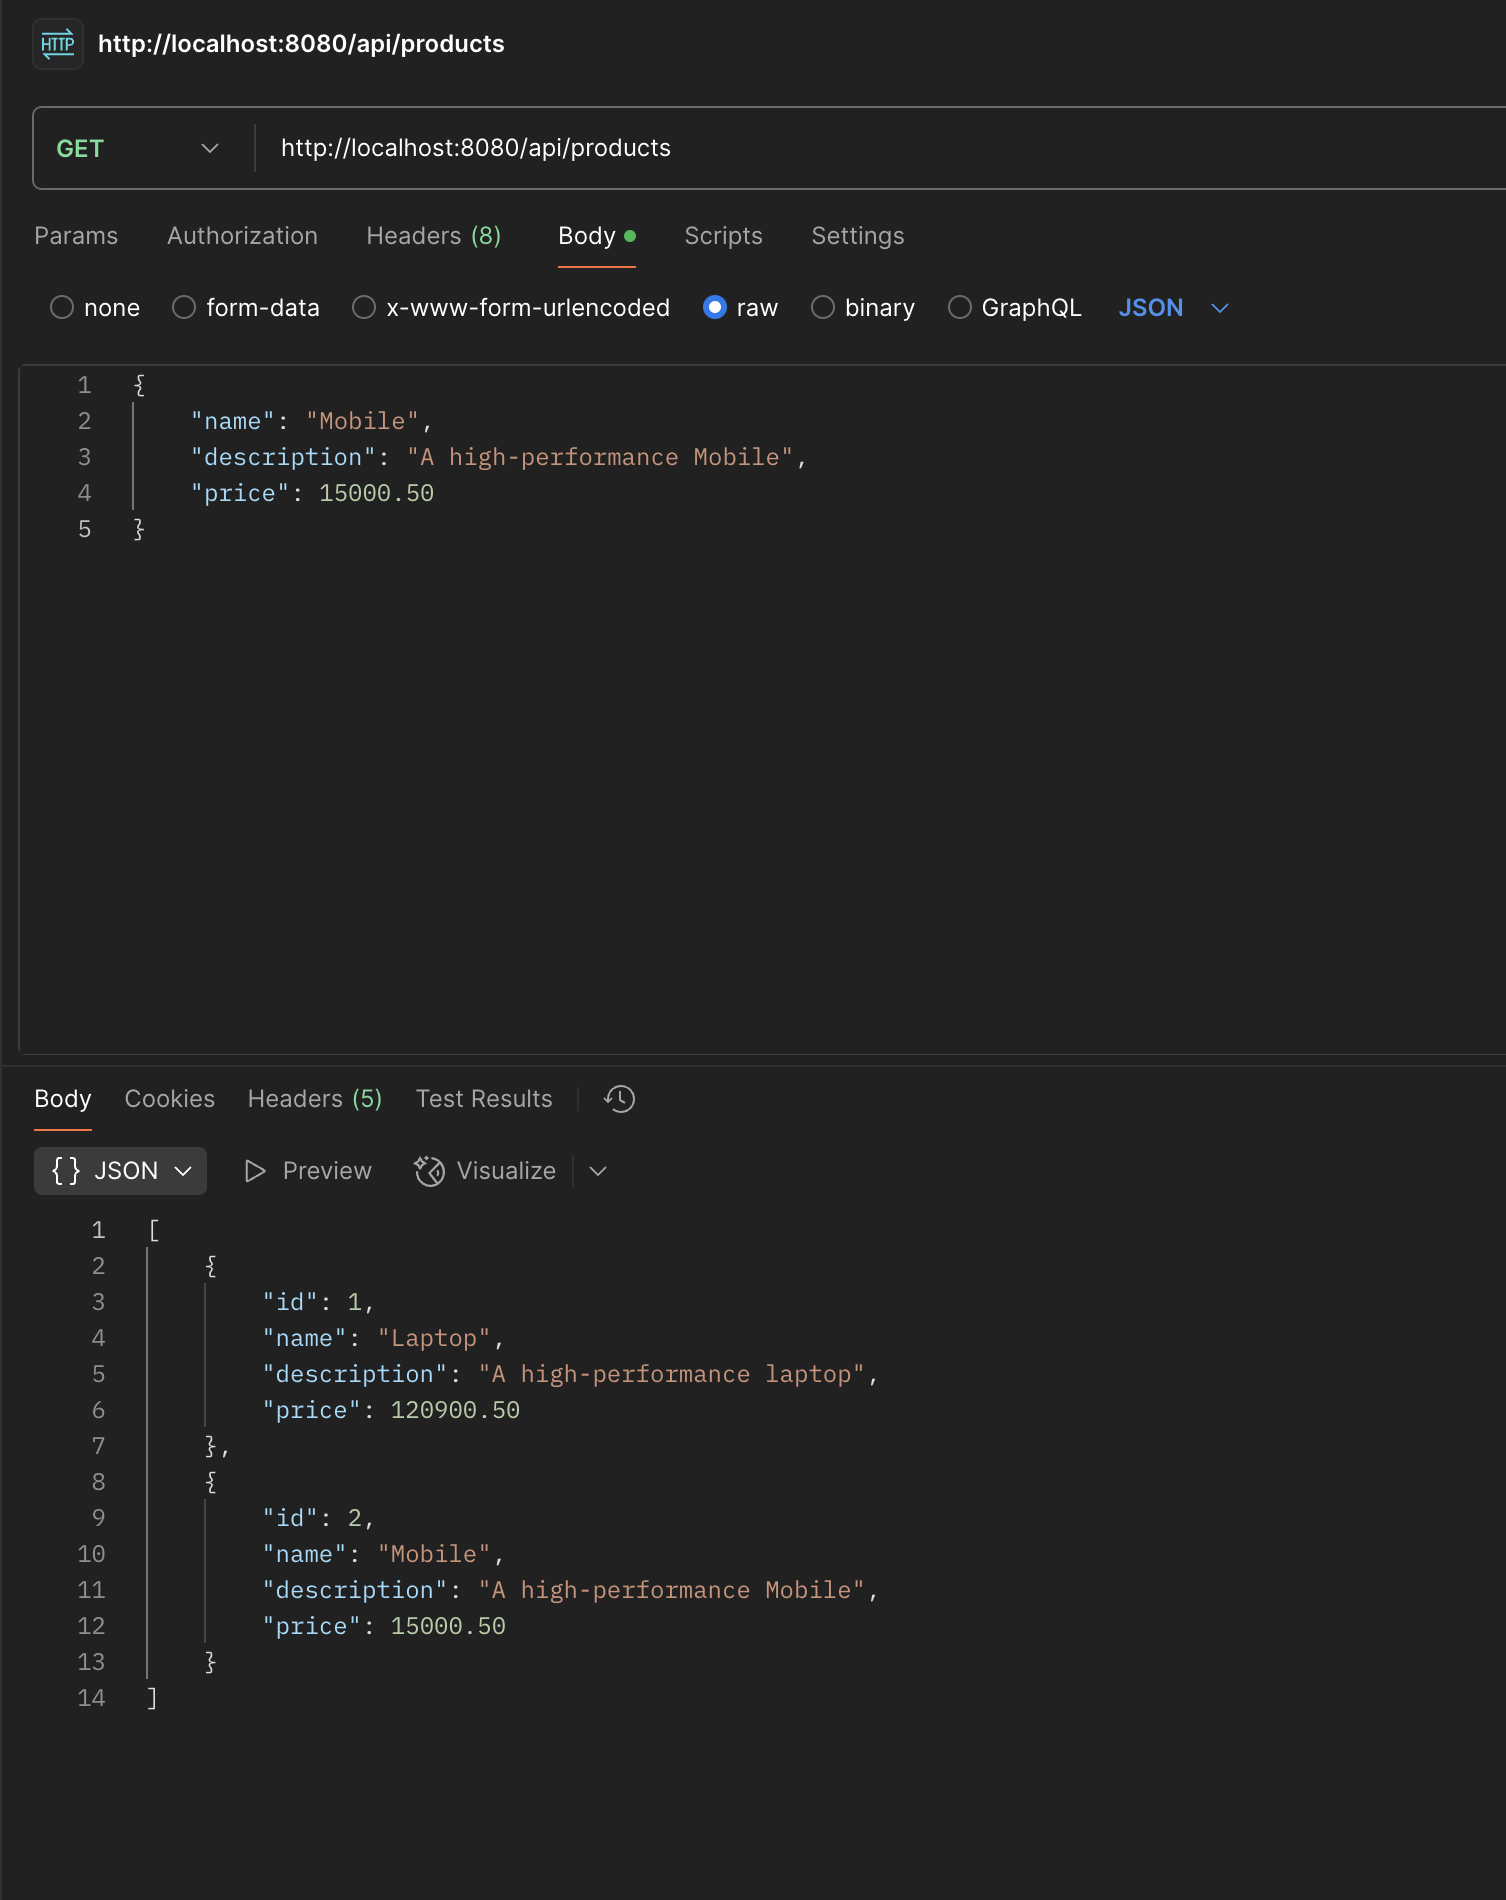 HTTP http://localhost:8080/api/products
GET http://localhost:8080/api/products
Params Authorization Headers (8) Body Scripts Settings
none form-data x-www-form-urlencoded raw binary GraphQL JSON
1 {
2 "name": "Mobile",
3 "description": "A high-performance Mobile",
4 "price": 15000.50
5 }
Body Cookies Headers (5) Test Results
{} JSON Preview Visualize
1 [
2 {
3 "id": 1,
4 "name": "Laptop",
5 "description": "A high-performance laptop",
6 "price": 120900.50
7 },
8 {
9 "id": 2,
10 "name": "Mobile",
11 "description": "A high-performance Mobile",
12 "price": 15000.50
13 }
14 ]